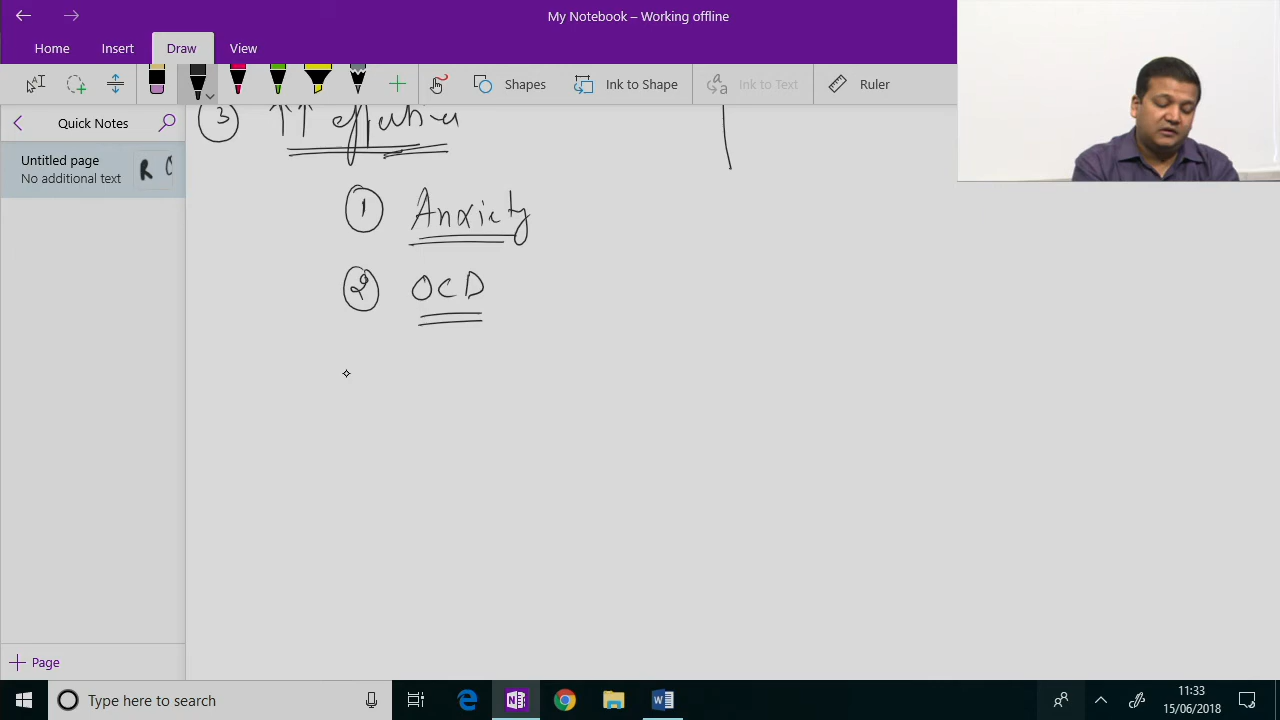 My Notebook – Working offline
Home Insert Draw View
Shapes Ink to Shape Ink to Text Ruler
Quick Notes
Untitled page
No additional text
R
③ ↑↑
① Anxiety
② OCD
+ Page
Type here to search
11:33
15/06/2018